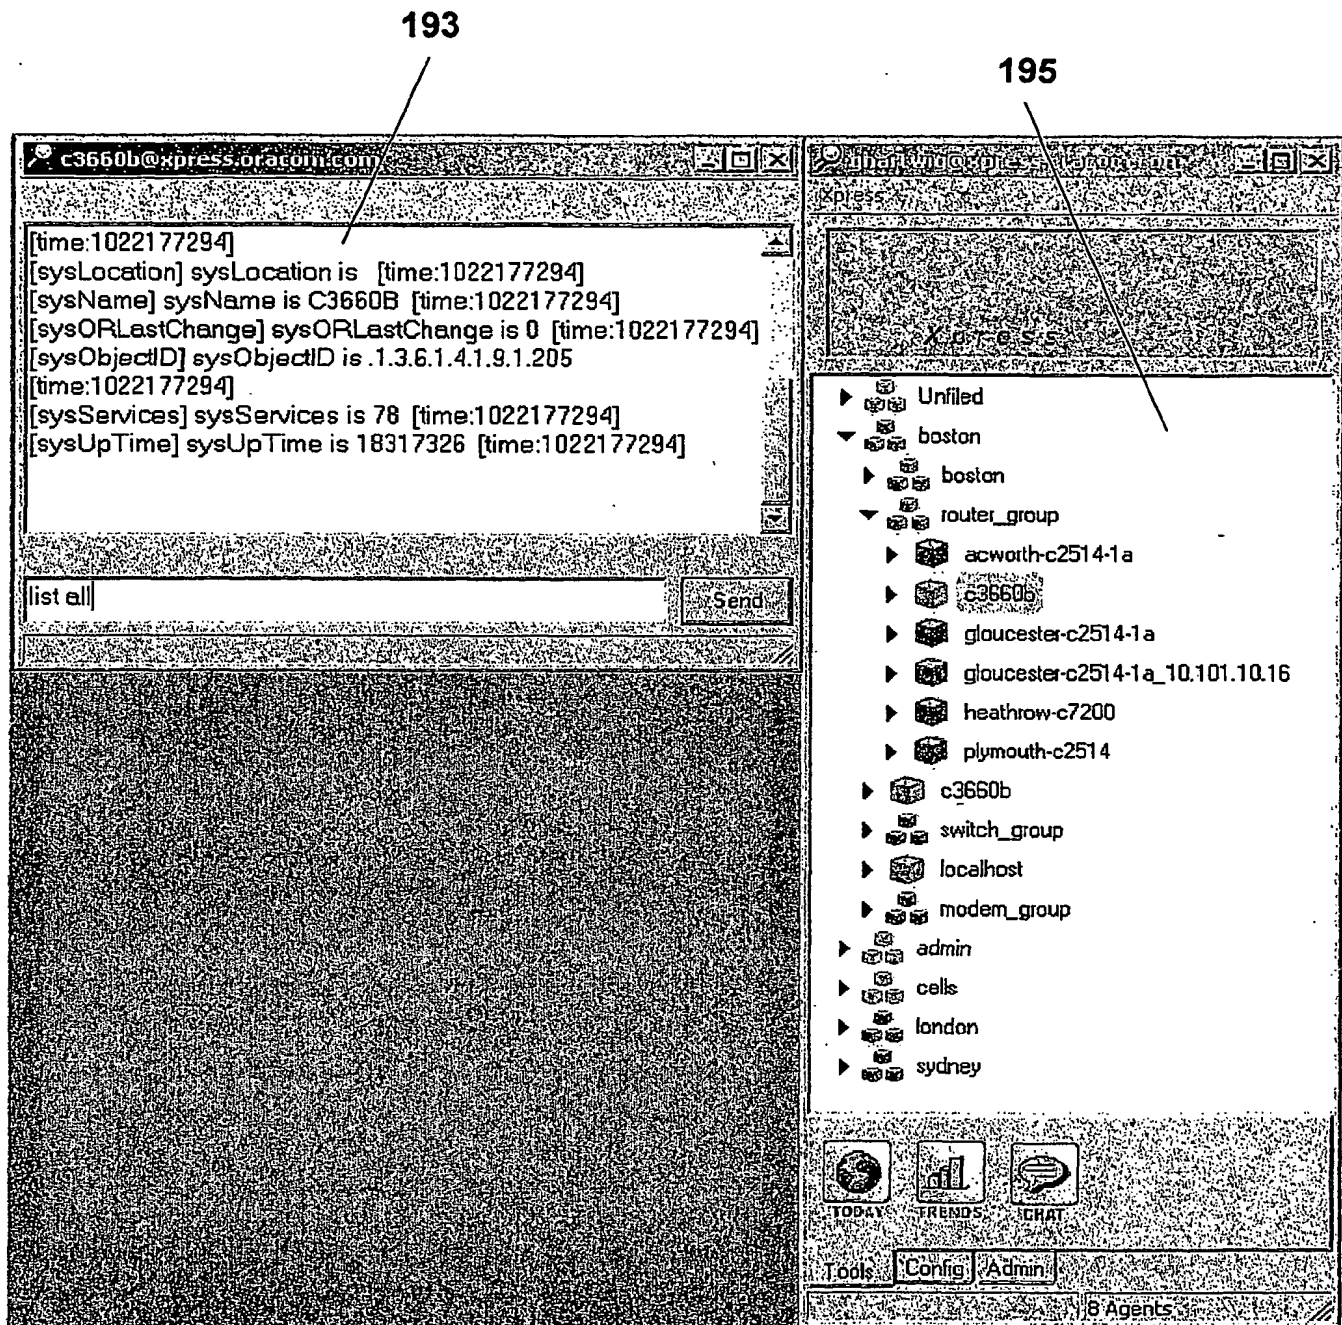 193
195
c3660b@xpress.oracom.com
[time:1022177294]
[sysLocation] sysLocation is [time:1022177294]
[sysName] sysName is C3660B [time:1022177294]
[sysORLastChange] sysORLastChange is 0 [time:1022177294]
[sysObjectID] sysObjectID is .1.3.6.1.4.1.9.1.205
[time:1022177294]
[sysServices] sysServices is 78 [time:1022177294]
[sysUpTime] sysUpTime is 18317326 [time:1022177294]
list all
Send
Xpress
Xpress
Unfiled
boston
boston
router_group
acworth-c2514-1a
c3660b
gloucester-c2514-1a
gloucester-c2514-1a_10.101.10.16
heathrow-c7200
plymouth-c2514
c3660b
switch_group
localhost
modem_group
admin
cells
london
sydney
TODAY TRENDS CHAT
Tools Config Admin
8 Agents